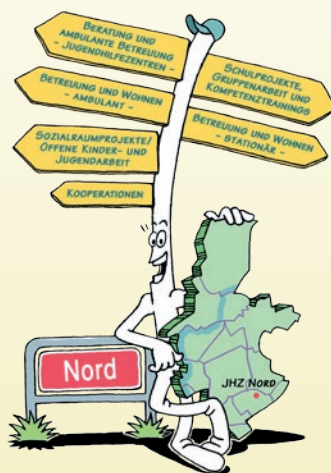 BERATUNG UND
AMBULANTE BETREUUNG
- JUGENDHILFEZENTREN -
SCHULPROJEKTE,
GRUPPENARBEIT UND
KOMPETENZTRAININGS
BETREUUNG UND WOHNEN
- AMBULANT -
BETREUUNG UND WOHNEN
- STATIONÄR -
SOZIALRAUMPROJEKTE/
OFFENE KINDER- UND
JUGENDARBEIT
KOOPERATIONEN
Nord
JHZ NORD